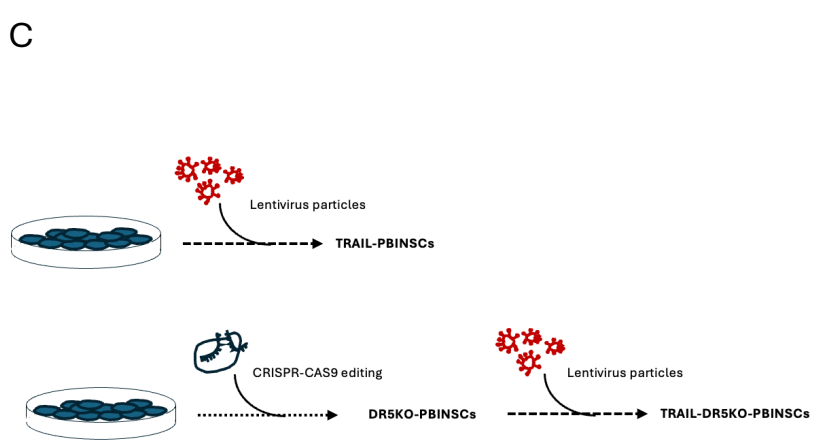 C
Lentivirus particles
TRAIL-PBINSCs
CRISPR-CAS9 editing
Lentivirus particles
DR5KO-PBINSCs
TRAIL-DR5KO-PBINSCs